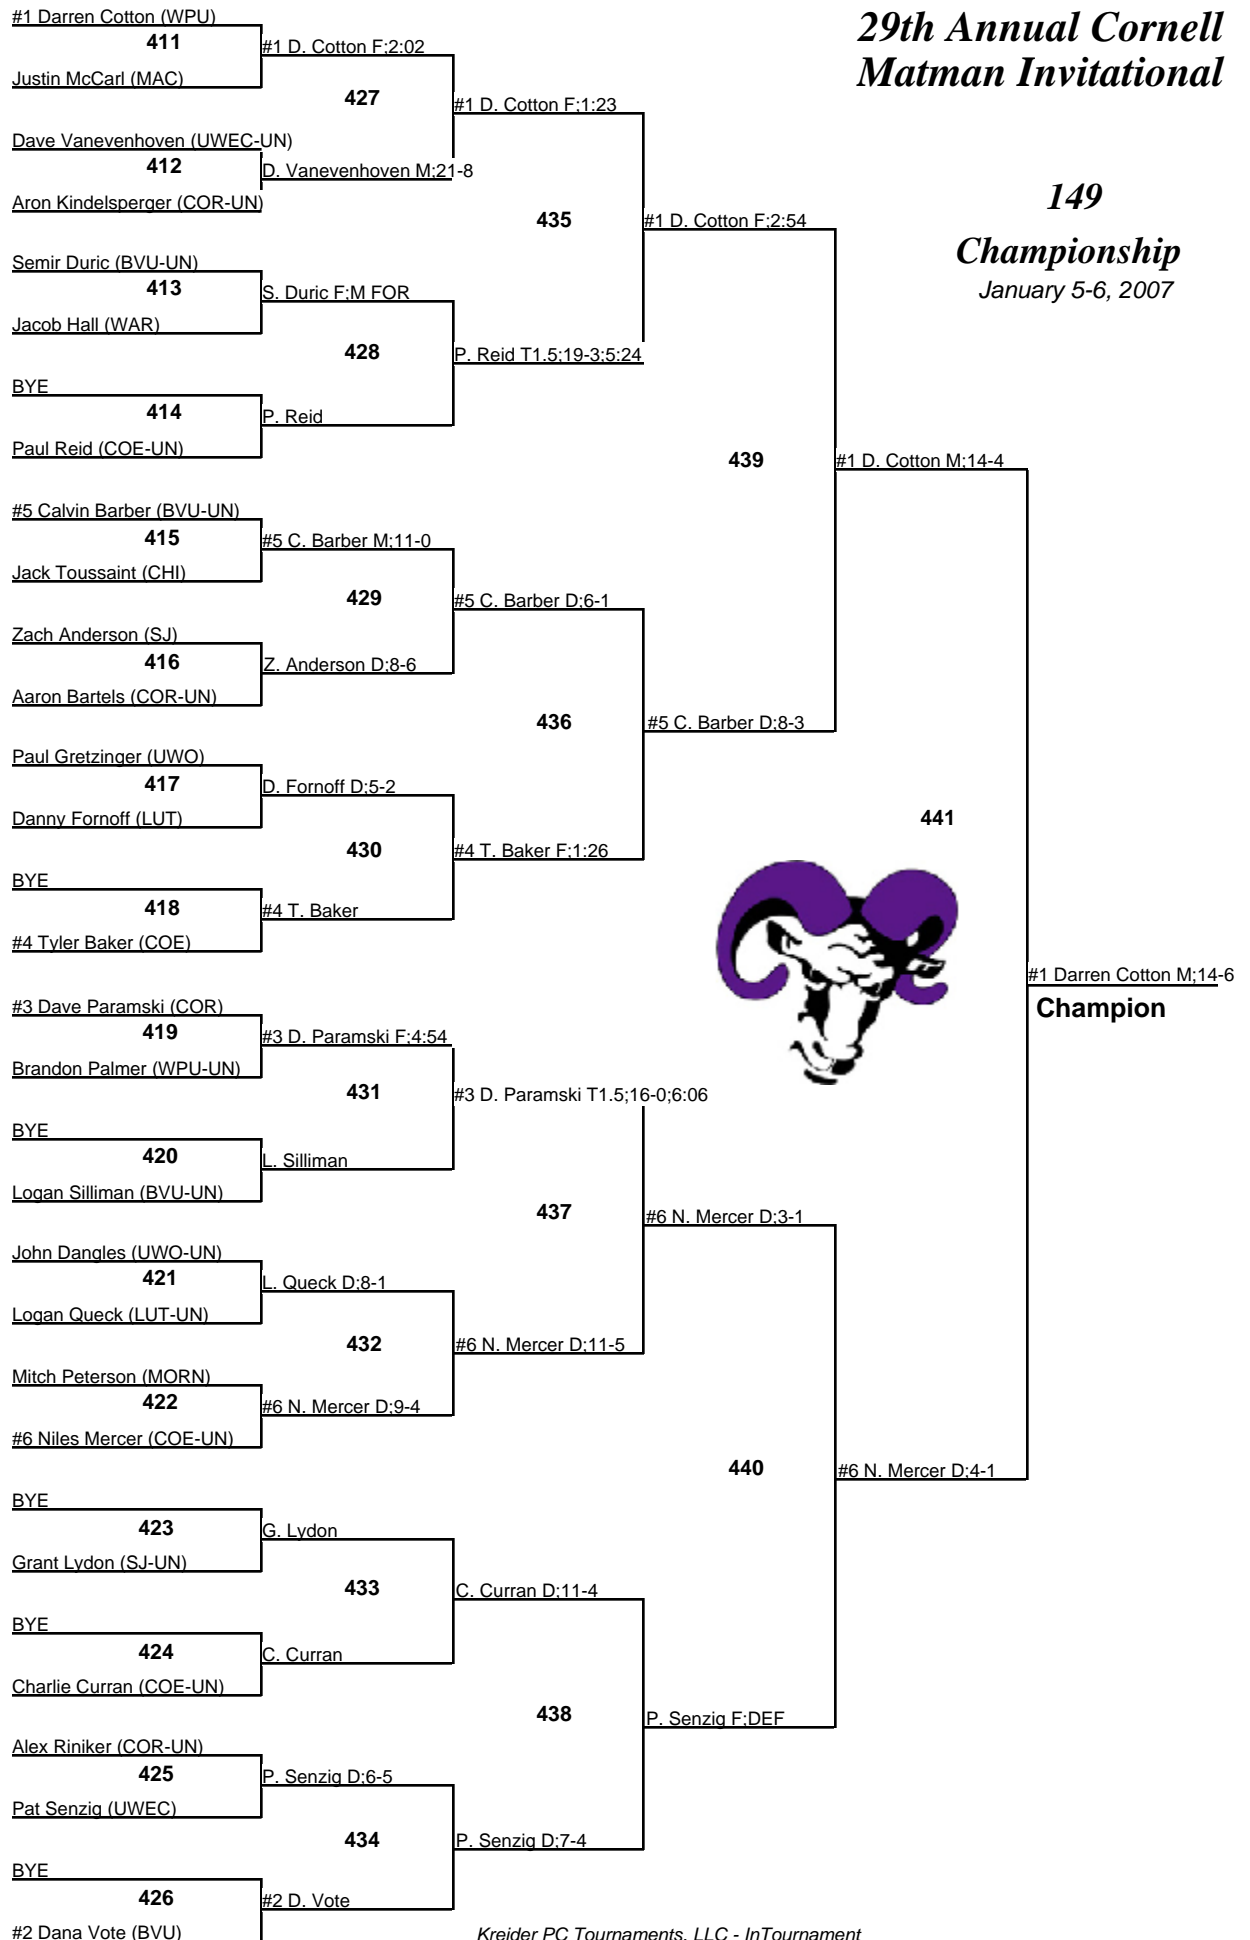 #1 Darren Cotton (WPU)
411
Justin McCarl (MAC)
Dave Vanevenhoven (UWEC-UN)
412
Aron Kindelsperger (COR-UN)
Semir Duric (BVU-UN)
413
Jacob Hall (WAR)
BYE
414
Paul Reid (COE-UN)
#5 Calvin Barber (BVU-UN)
415
Jack Toussaint (CHI)
Zach Anderson (SJ)
416
Aaron Bartels (COR-UN)
Paul Gretzinger (UWO)
417
Danny Fornoff (LUT)
BYE
418
#4 Tyler Baker (COE)
#3 Dave Paramski (COR)
419
Brandon Palmer (WPU-UN)
BYE
420
Logan Silliman (BVU-UN)
John Dangles (UWO-UN)
421
Logan Queck (LUT-UN)
Mitch Peterson (MORN)
422
#6 Niles Mercer (COE-UN)
BYE
423
Grant Lydon (SJ-UN)
BYE
424
Charlie Curran (COE-UN)
Alex Riniker (COR-UN)
425
Pat Senzig (UWEC)
BYE
426
#2 Dana Vote (BVU)
#1 D. Cotton F;2:02
427
D. Vanevenhoven M;21-8
S. Duric F;M FOR
428
P. Reid
#5 C. Barber M;11-0
429
Z. Anderson D;8-6
D. Fornoff D;5-2
430
#4 T. Baker
#3 D. Paramski F;4:54
431
L. Silliman
L. Queck D;8-1
432
#6 N. Mercer D;9-4
G. Lydon
433
C. Curran
P. Senzig D;6-5
434
#2 D. Vote
#1 D. Cotton F;1:23
435
P. Reid T1.5;19-3;5:24
#5 C. Barber D;6-1
436
#4 T. Baker F;1:26
#3 D. Paramski T1.5;16-0;6:06
437
#6 N. Mercer D;11-5
C. Curran D;11-4
438
P. Senzig D;7-4
#1 D. Cotton F;2:54
439
#5 C. Barber D;8-3
#6 N. Mercer D;3-1
440
P. Senzig F;DEF
#1 D. Cotton M;14-4
441
#6 N. Mercer D;4-1
#1 Darren Cotton M;14-6
Champion
29th Annual Cornell
Matman Invitational
149
Championship
January 5-6, 2007
Kreider PC Tournaments, LLC - InTournament